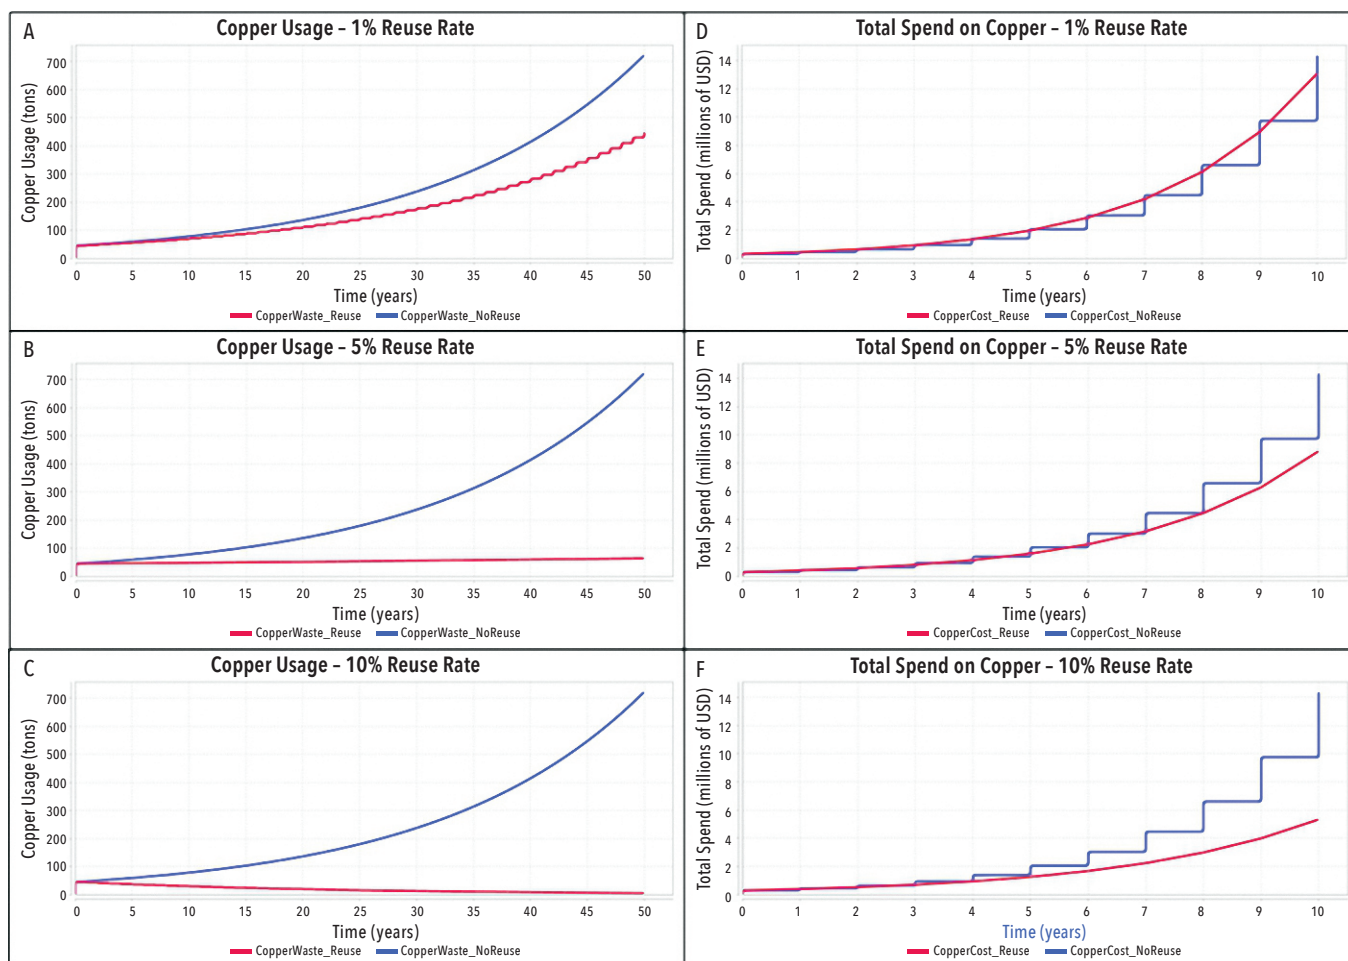 A
Copper Usage – 1% Reuse Rate
Copper Usage (tons)
700
600
500
400
300
200
100
0
0 5 10 15 20 25 30 35 40 45 50
Time (years)
CopperWaste_Reuse CopperWaste_NoReuse
D
Total Spend on Copper – 1% Reuse Rate
Total Spend (millions of USD)
14
12
10
8
6
4
2
0
0 1 2 3 4 5 6 7 8 9 10
Time (years)
CopperCost_Reuse CopperCost_NoReuse
B
Copper Usage – 5% Reuse Rate
Copper Usage (tons)
700
600
500
400
300
200
100
0
0 5 10 15 20 25 30 35 40 45 50
Time (years)
CopperWaste_Reuse CopperWaste_NoReuse
E
Total Spend on Copper – 5% Reuse Rate
Total Spend (millions of USD)
14
12
10
8
6
4
2
0
0 1 2 3 4 5 6 7 8 9 10
Time (years)
CopperCost_Reuse CopperCost_NoReuse
C
Copper Usage – 10% Reuse Rate
Copper Usage (tons)
700
600
500
400
300
200
100
0
0 5 10 15 20 25 30 35 40 45 50
Time (years)
CopperWaste_Reuse CopperWaste_NoReuse
F
Total Spend on Copper – 10% Reuse Rate
Total Spend (millions of USD)
14
12
10
8
6
4
2
0
0 1 2 3 4 5 6 7 8 9 10
Time (years)
CopperCost_Reuse CopperCost_NoReuse